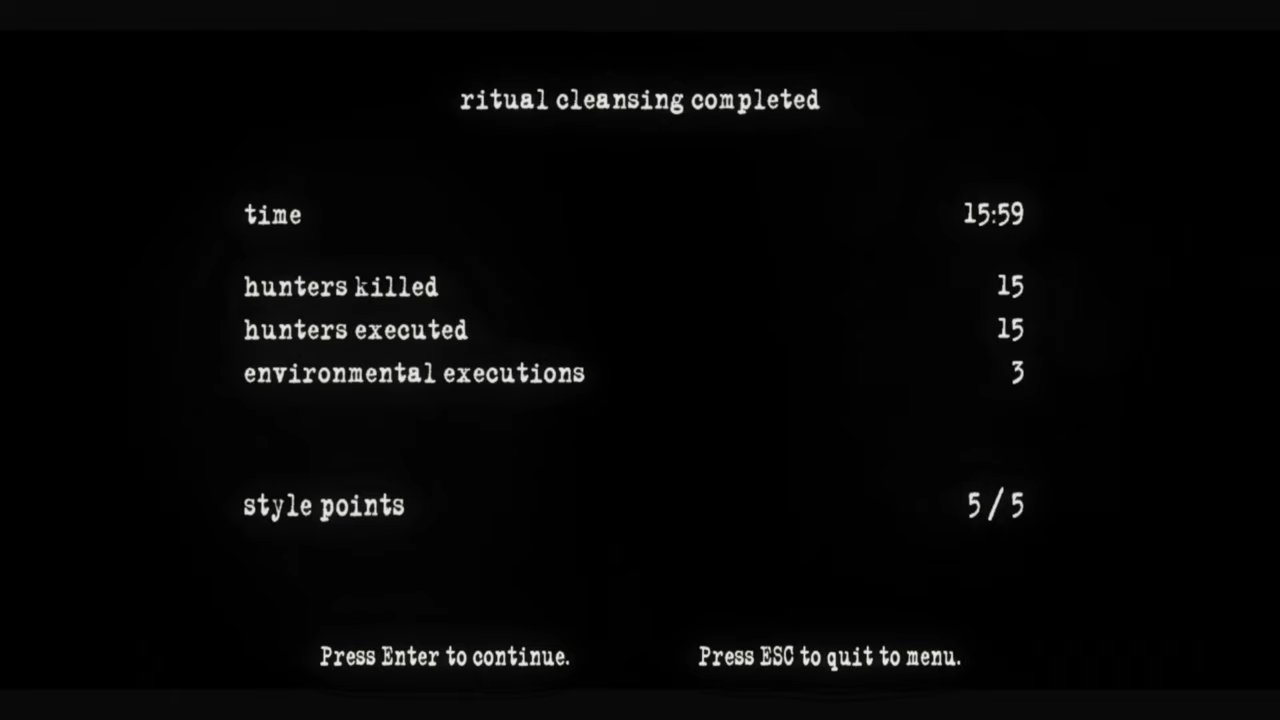 ritual cleansing completed
time 15:59
hunters killed 15
hunters executed 15
environmental executions 3
style points 5 / 5
Press Enter to continue. Press ESC to quit to menu.